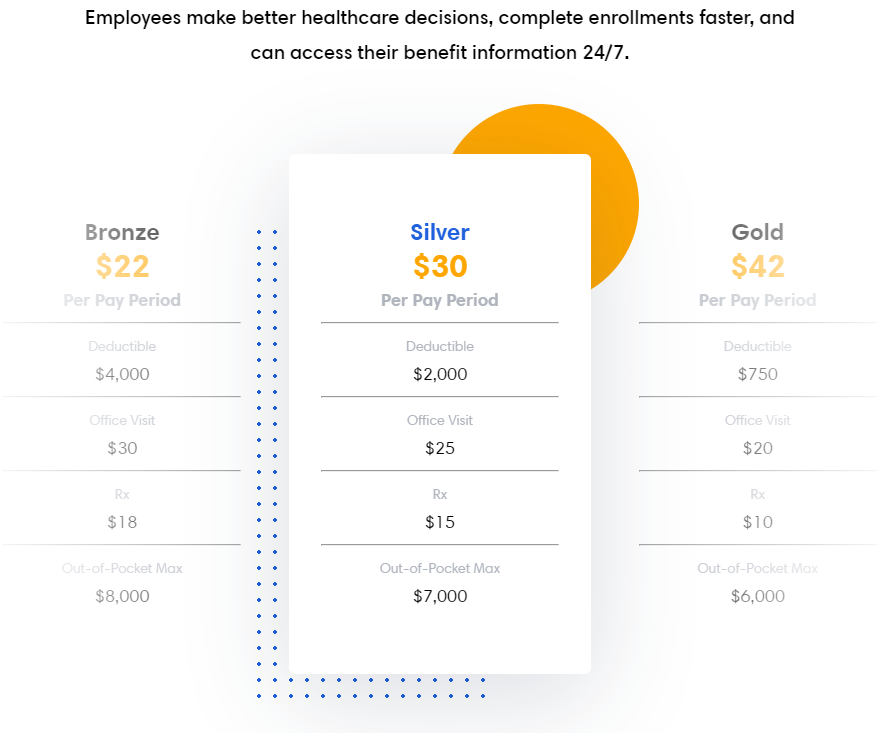 Employees make better healthcare decisions, complete enrollments faster, and
can access their benefit information 24/7.
Bronze
$22
Per Pay Period
Deductible
$4,000
Office Visit
$30
Rx
$18
Out-of-Pocket Max
$8,000
Silver
$30
Per Pay Period
Deductible
$2,000
Office Visit
$25
Rx
$15
Out-of-Pocket Max
$7,000
Gold
$42
Per Pay Period
Deductible
$750
Office Visit
$20
Rx
$10
Out-of-Pocket Max
$6,000